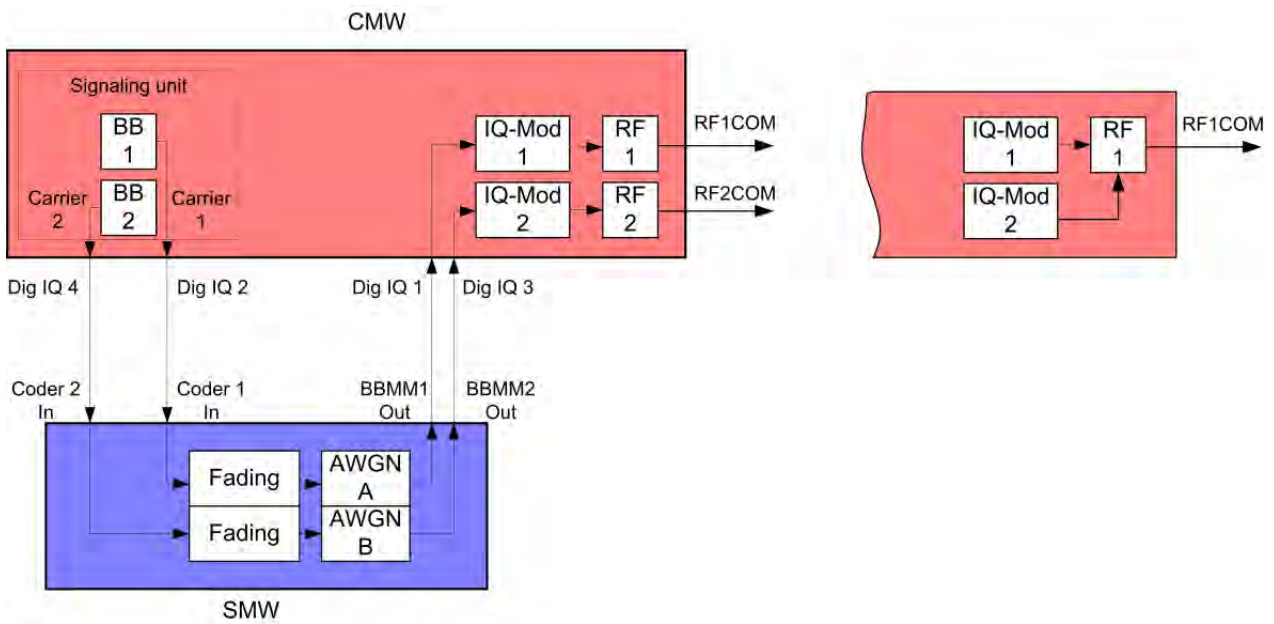 CMW
Signaling unit
BB
1
BB
2
Carrier
2
Carrier
1
IQ-Mod
1
RF
1
RF1COM
IQ-Mod
2
RF
2
RF2COM
IQ-Mod
1
RF
1
RF1COM
IQ-Mod
2
Dig IQ 4
Dig IQ 2
Dig IQ 1
Dig IQ 3
Coder 2
In
Coder 1
In
BBMM1
Out
BBMM2
Out
Fading
AWGN
A
Fading
AWGN
B
SMW